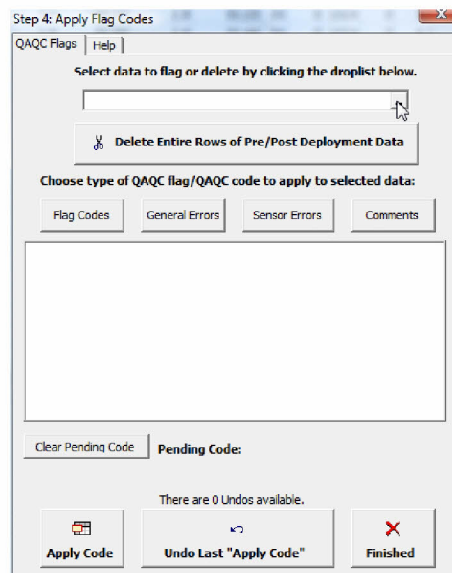 Step 4: Apply Flag Codes
QAQC Flags Help
Select data to flag or delete by clicking the droplist below.
Delete Entire Rows of Pre/Post Deployment Data
Choose type of QAQC flag/QAQC code to apply to selected data:
Flag Codes General Errors Sensor Errors Comments
Clear Pending Code Pending Code:
There are 0 Undos available.
Apply Code Undo Last "Apply Code" Finished